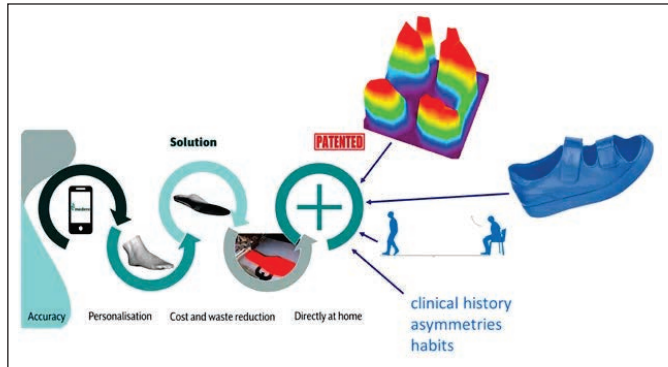 Solution
PATENTED
Accuracy
Personalisation
Cost and waste reduction
Directly at home
clinical history
asymmetries
habits